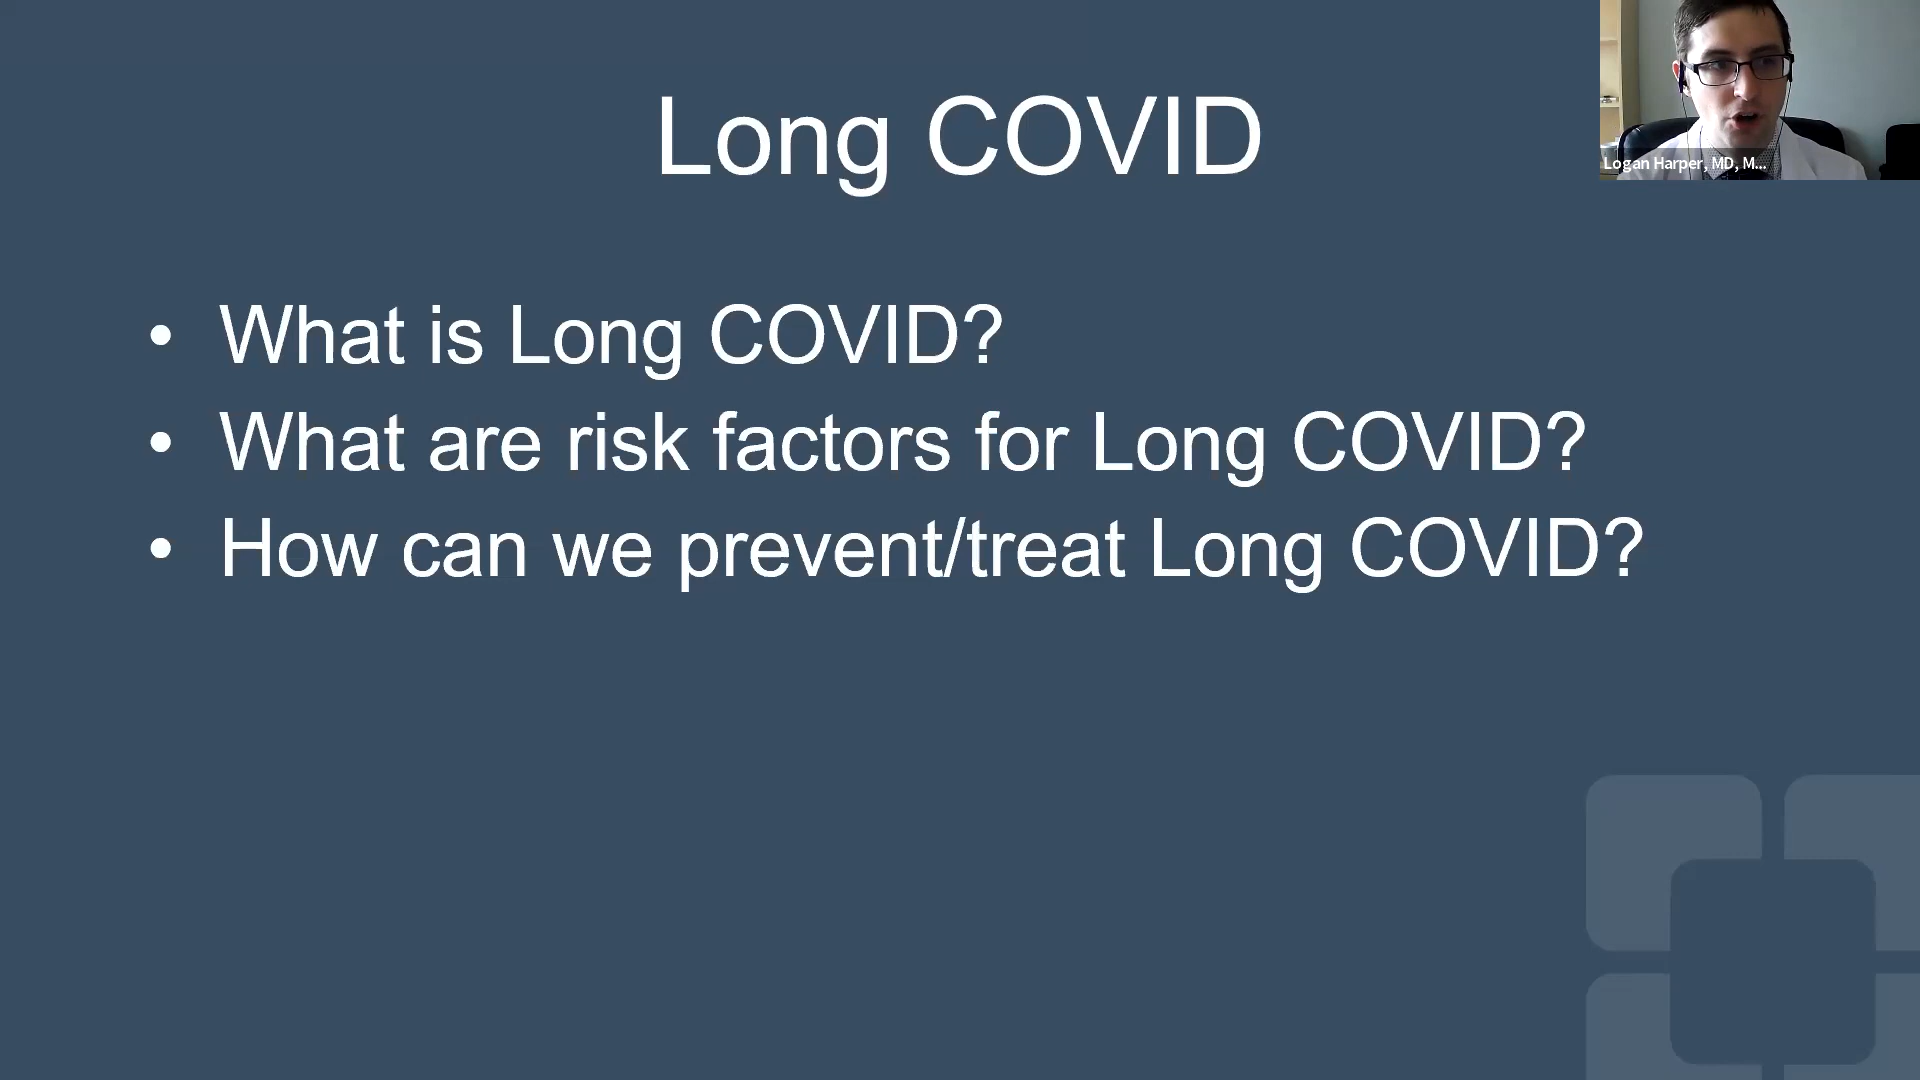 Long COVID
Logan Harper, MD, M...
• What is Long COVID?
• What are risk factors for Long COVID?
• How can we prevent/treat Long COVID?